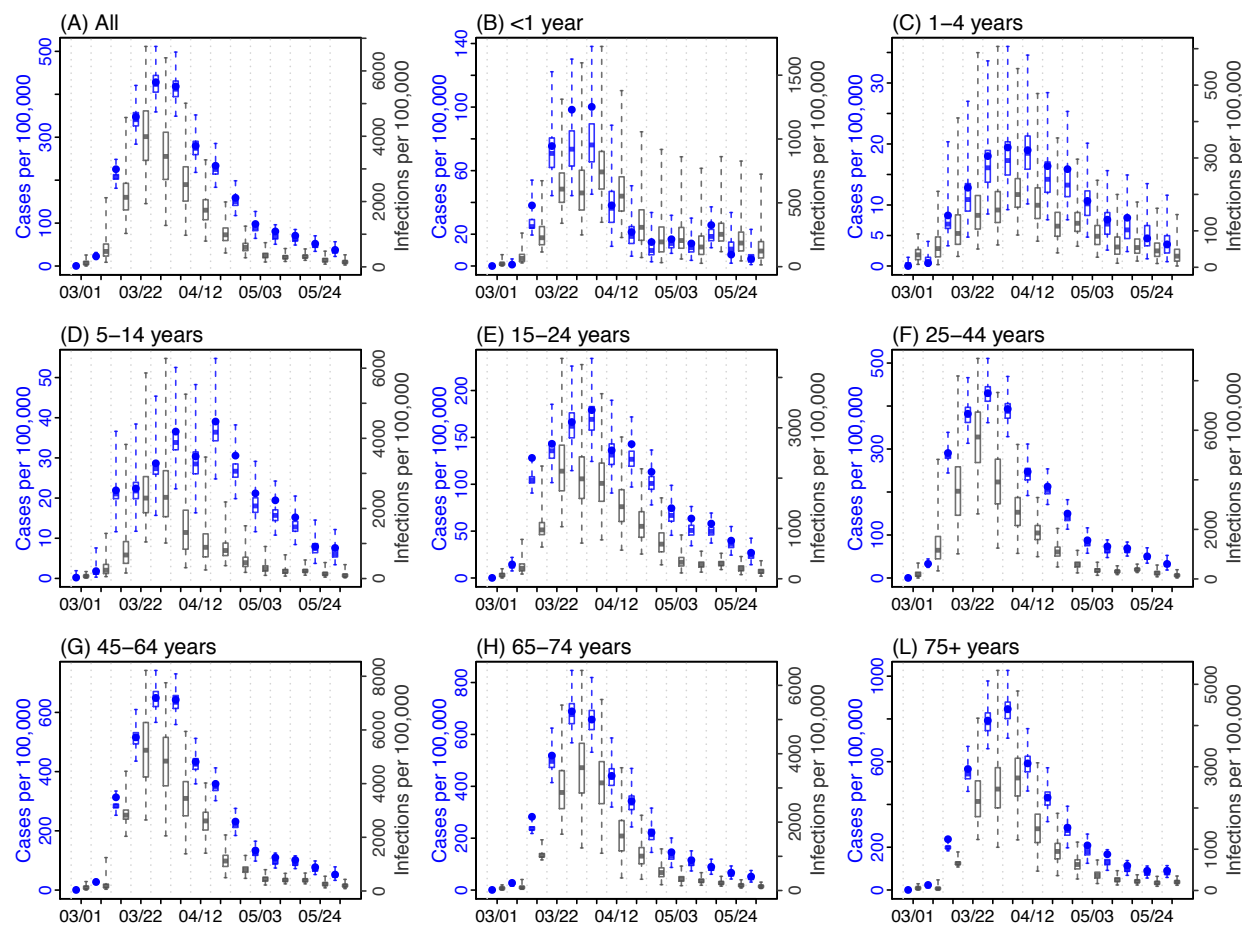 (A) All
(B) <1 year
(C) 1−4 years
Cases per 100,000
0 100 300 500
Infections per 100,000
0 2000 4000 6000
03/01 03/22 04/12 05/03 05/24
Cases per 100,000
0 20 60 100 140
Infections per 100,000
0 500 1000 1500
03/01 03/22 04/12 05/03 05/24
Cases per 100,000
0 5 10 20 30
Infections per 100,000
0 100 300 500
03/01 03/22 04/12 05/03 05/24
(D) 5−14 years
(E) 15−24 years
(F) 25−44 years
Cases per 100,000
0 10 20 30 40 50
Infections per 100,000
0 2000 4000 6000
03/01 03/22 04/12 05/03 05/24
Cases per 100,000
0 50 100 150 200
Infections per 100,000
0 1000 3000
03/01 03/22 04/12 05/03 05/24
Cases per 100,000
0 100 300 500
Infections per 100,000
0 2000 6000
03/01 03/22 04/12 05/03 05/24
(G) 45−64 years
(H) 65−74 years
(L) 75+ years
Cases per 100,000
0 200 400 600
Infections per 100,000
0 2000 4000 6000 8000
03/01 03/22 04/12 05/03 05/24
Cases per 100,000
0 200 400 600 800
Infections per 100,000
0 2000 4000 6000
03/01 03/22 04/12 05/03 05/24
Cases per 100,000
0 200 600 1000
Infections per 100,000
0 1000 3000 5000
03/01 03/22 04/12 05/03 05/24